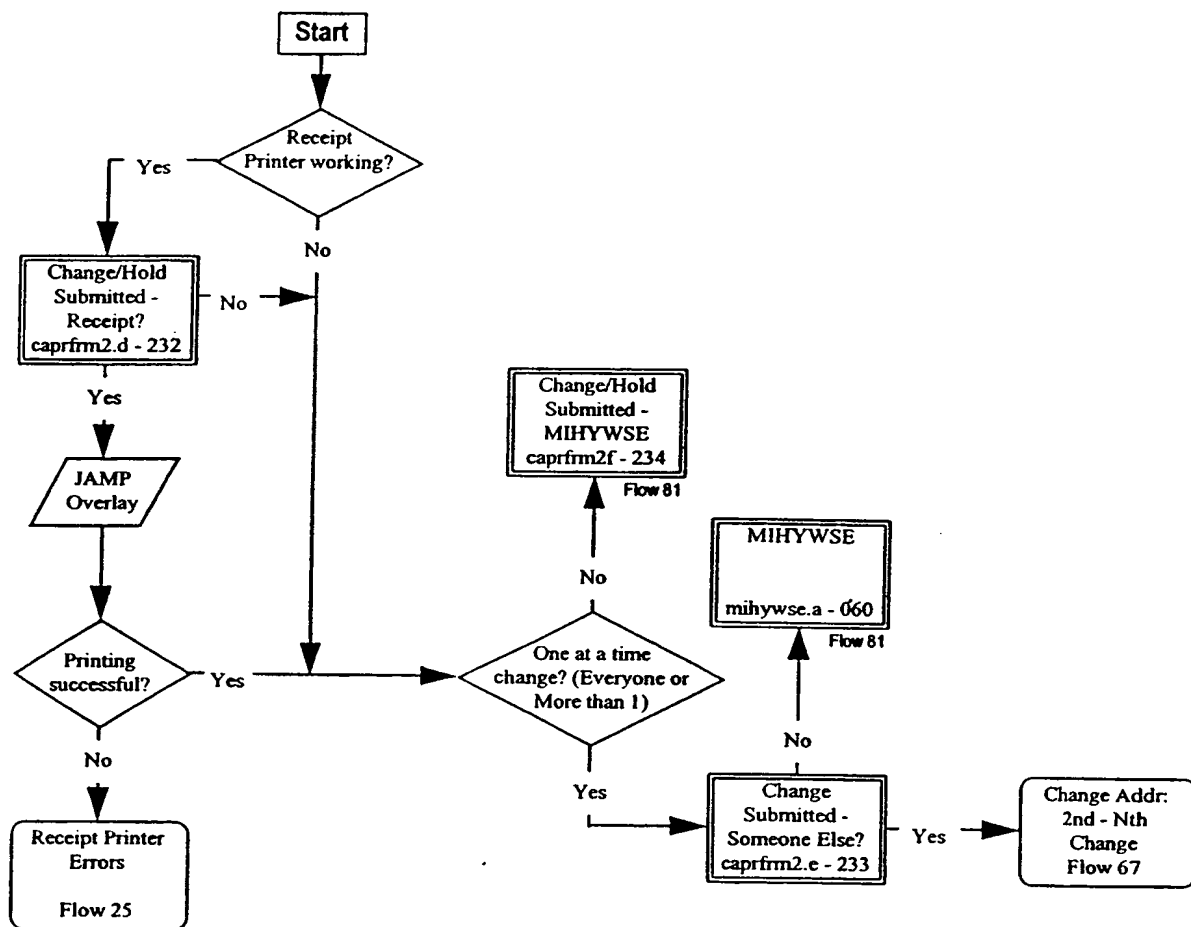 Start
Receipt
Printer working?
Yes
No
Change/Hold
Submitted -
Receipt?
caprfrm2.d - 232
No
Yes
JAMP
Overlay
Printing
successful?
Yes
No
Receipt Printer
Errors
Flow 25
Change/Hold
Submitted -
MIHYWSE
caprfrm2f - 234
Flow 81
No
One at a time
change? (Everyone or
More than 1)
Yes
MIHYWSE
mihywse.a - 060
Flow 81
No
Change
Submitted -
Someone Else?
caprfrm2.e - 233
Yes
Change Addr:
2nd - Nth
Change
Flow 67